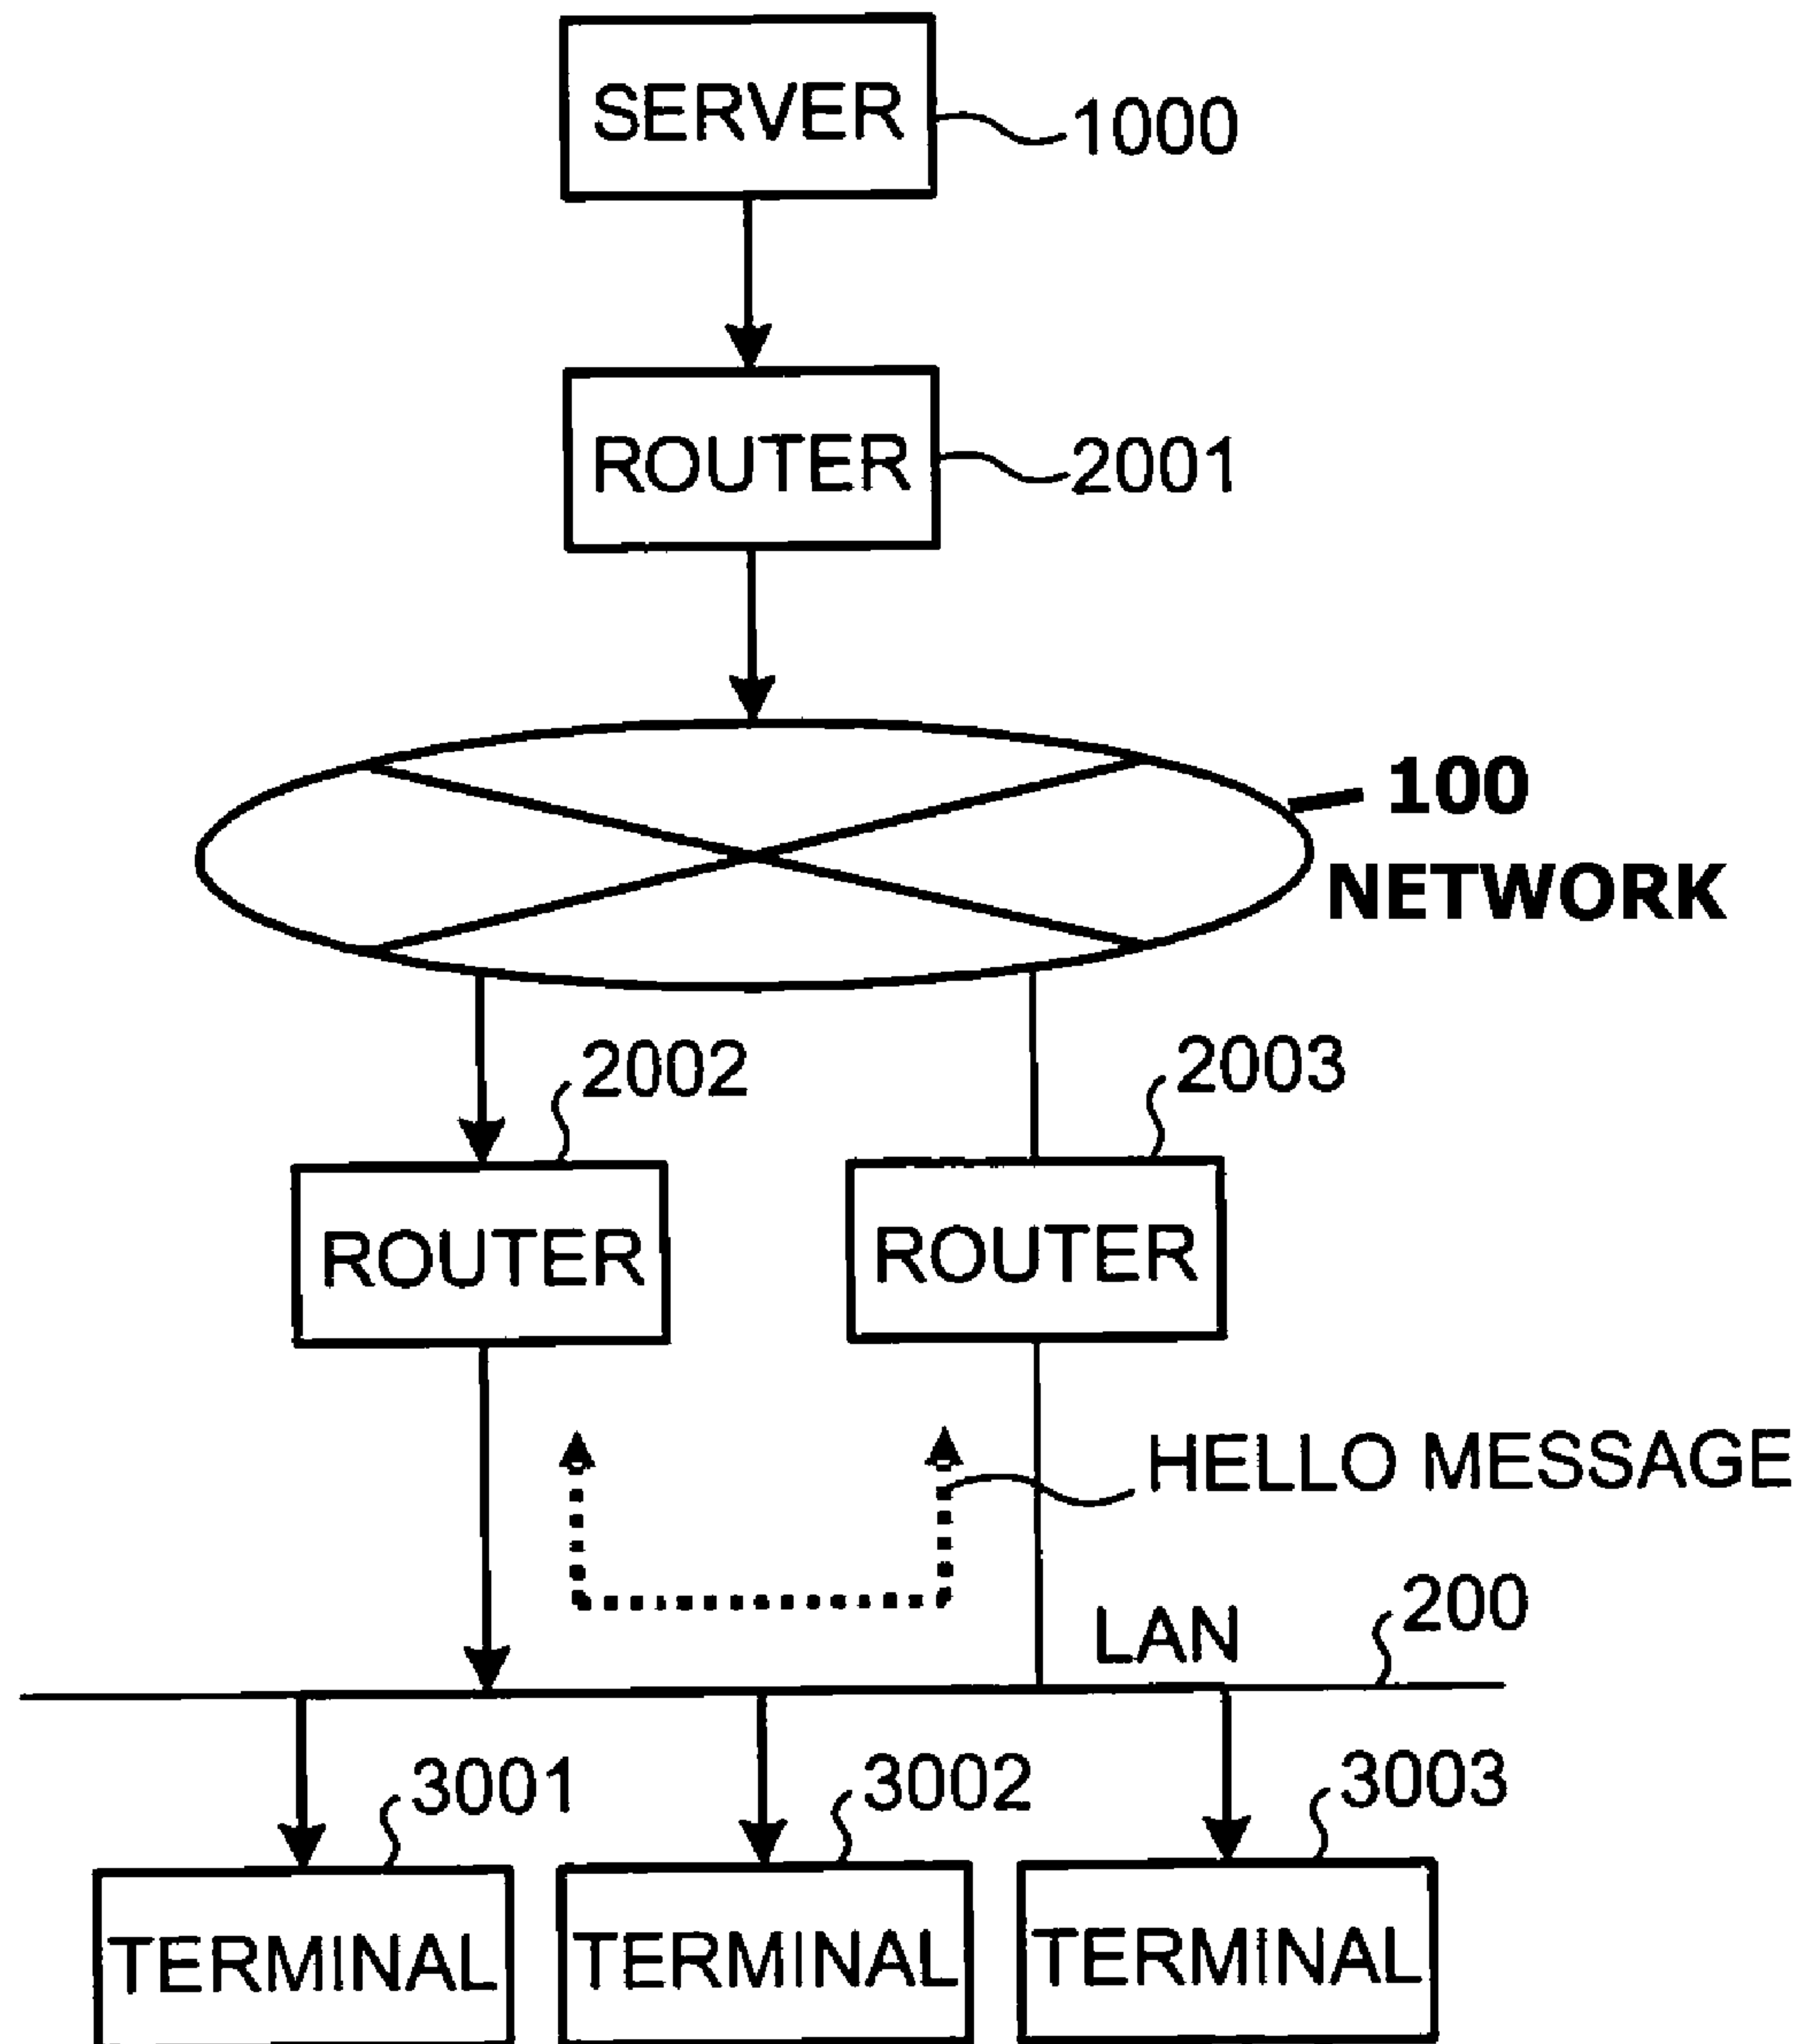 SERVER
1000
ROUTER
2001
100
NETWORK
2002
2003
ROUTER
ROUTER
HELLO MESSAGE
LAN
200
3001
3002
3003
TERMINAL
TERMINAL
TERMINAL